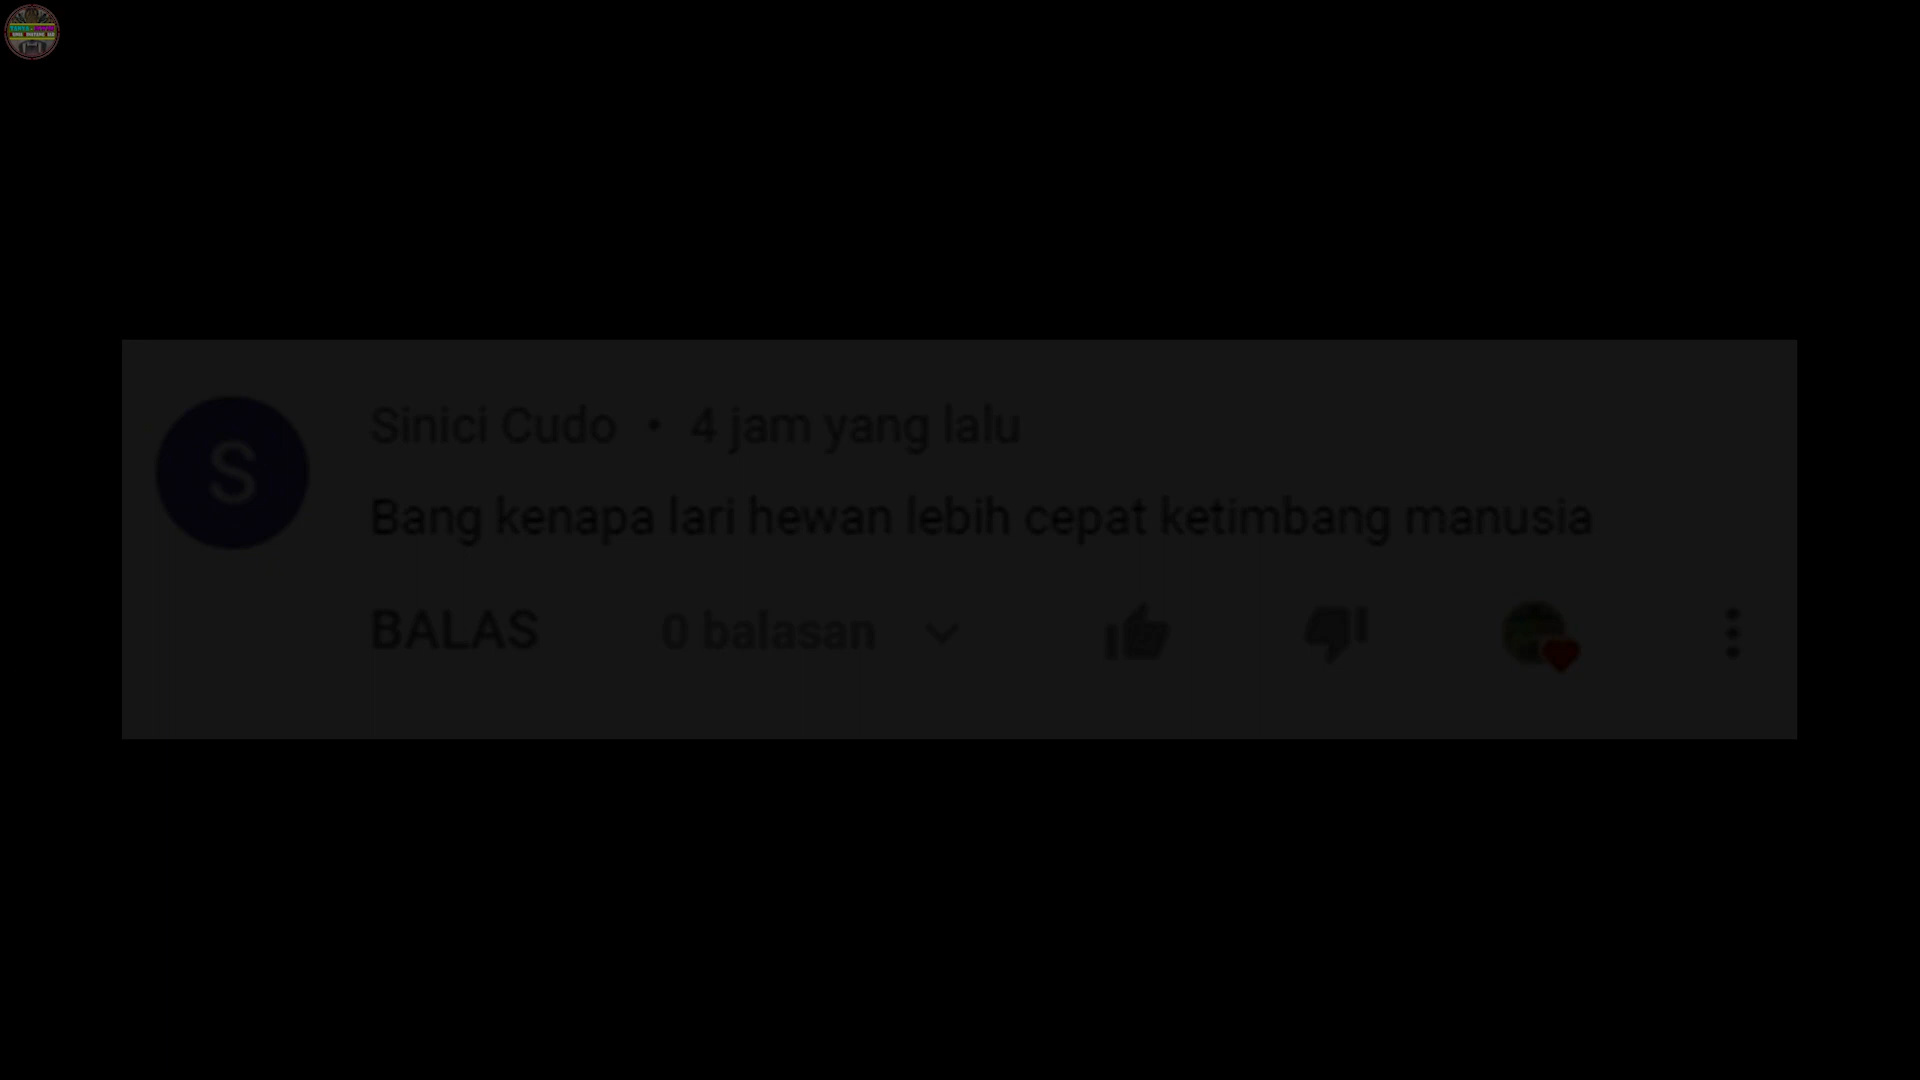 S
Sinici Cudo • 4 jam yang lalu
Bang kenapa lari hewan lebih cepat ketimbang manusia
BALAS 0 balasan